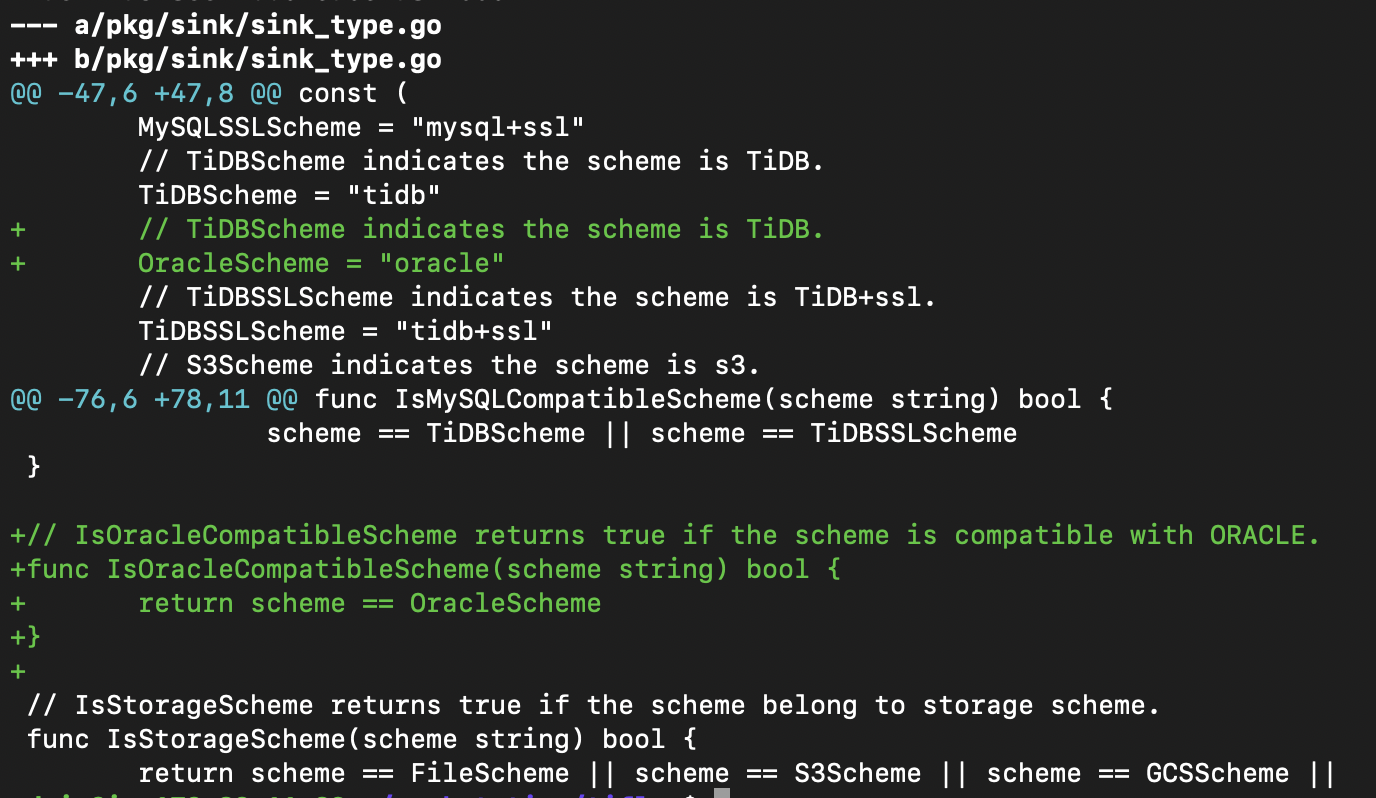 --- a/pkg/sink/sink_type.go
+++ b/pkg/sink/sink_type.go
@@ -47,6 +47,8 @@ const (
        MySQLSSLScheme = "mysql+ssl"
        // TiDBScheme indicates the scheme is TiDB.
        TiDBScheme = "tidb"
+       // TiDBScheme indicates the scheme is TiDB.
+       OracleScheme = "oracle"
        // TiDBSSLScheme indicates the scheme is TiDB+ssl.
        TiDBSSLScheme = "tidb+ssl"
        // S3Scheme indicates the scheme is s3.
@@ -76,6 +78,11 @@ func IsMySQLCompatibleScheme(scheme string) bool {
                scheme == TiDBScheme || scheme == TiDBSSLScheme
 }

+// IsOracleCompatibleScheme returns true if the scheme is compatible with ORACLE.
+func IsOracleCompatibleScheme(scheme string) bool {
+       return scheme == OracleScheme
+}
+
 // IsStorageScheme returns true if the scheme belong to storage scheme.
 func IsStorageScheme(scheme string) bool {
        return scheme == FileScheme || scheme == S3Scheme || scheme == GCSScheme ||